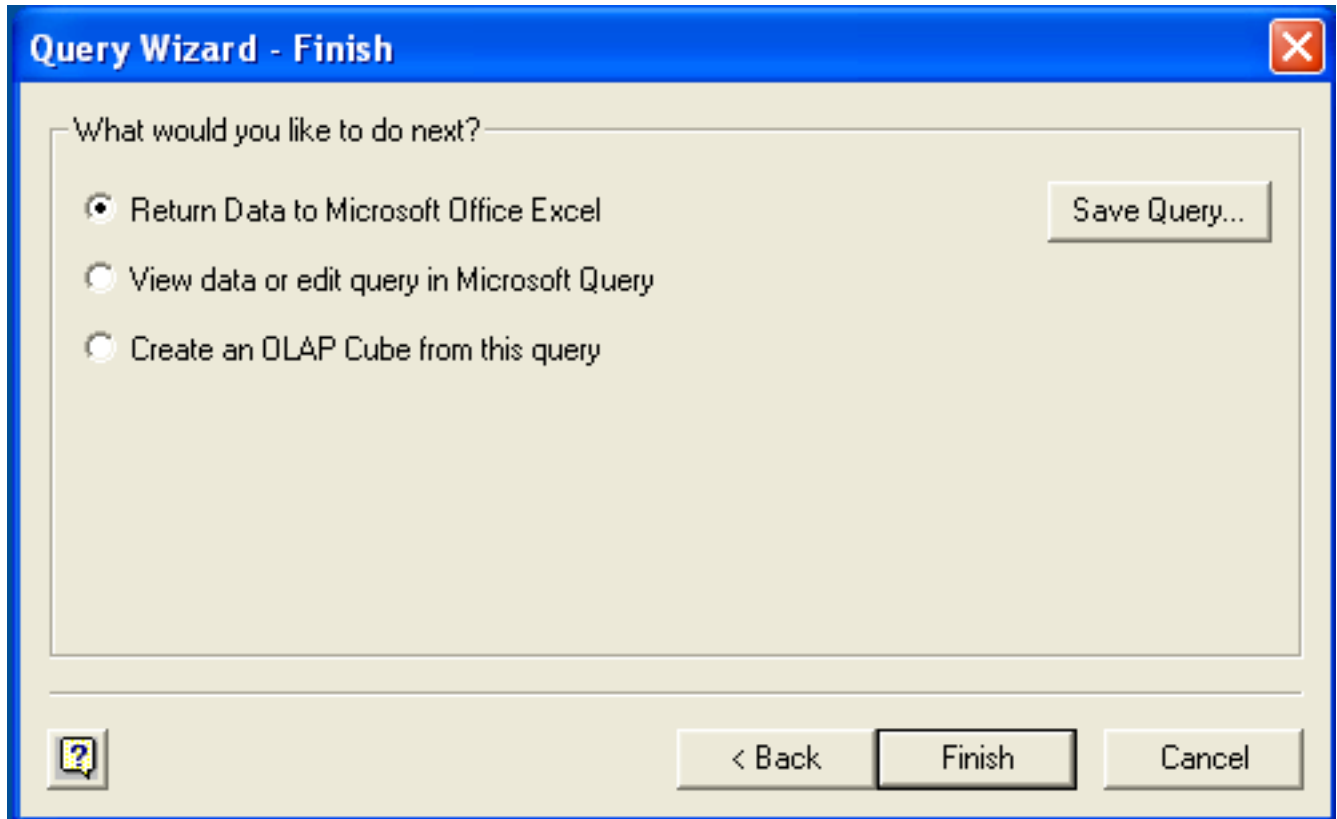 Query Wizard - Finish
What would you like to do next?
Return Data to Microsoft Office Excel
Save Query...
View data or edit query in Microsoft Query
Create an OLAP Cube from this query
?
< Back
Finish
Cancel